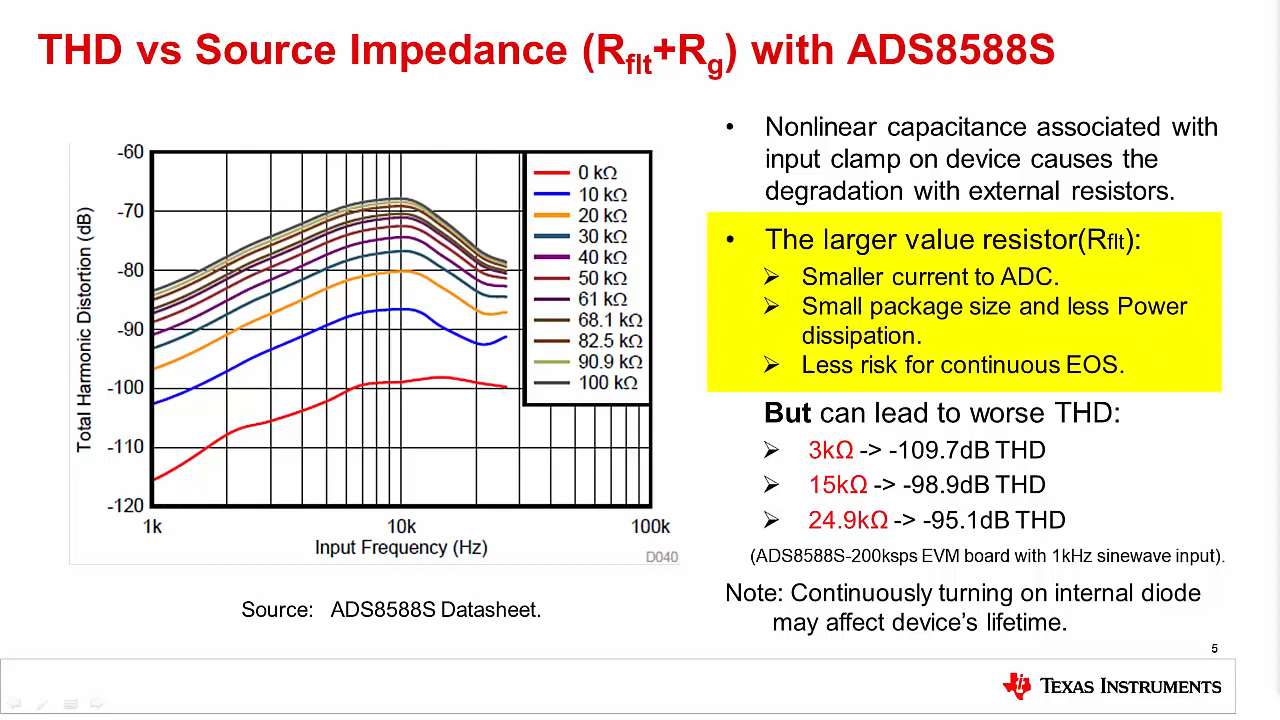 THD vs Source Impedance (Rflt+Rg) with ADS8588S
-60
-70
-80
-90
-100
-110
-120
Total Harmonic Distortion (dB)
1k
10k
100k
Input Frequency (Hz)
D040
0 kΩ
10 kΩ
20 kΩ
30 kΩ
40 kΩ
50 kΩ
61 kΩ
68.1 kΩ
82.5 kΩ
90.9 kΩ
100 kΩ
Source: ADS8588S Datasheet.
• Nonlinear capacitance associated with
input clamp on device causes the
degradation with external resistors.
• The larger value resistor(Rflt):
➢ Smaller current to ADC.
➢ Small package size and less Power
dissipation.
➢ Less risk for continuous EOS.
But can lead to worse THD:
➢ 3kΩ -> -109.7dB THD
➢ 15kΩ -> -98.9dB THD
➢ 24.9kΩ -> -95.1dB THD
(ADS8588S-200ksps EVM board with 1kHz sinewave input).
Note: Continuously turning on internal diode
may affect device's lifetime.
5
TEXAS INSTRUMENTS